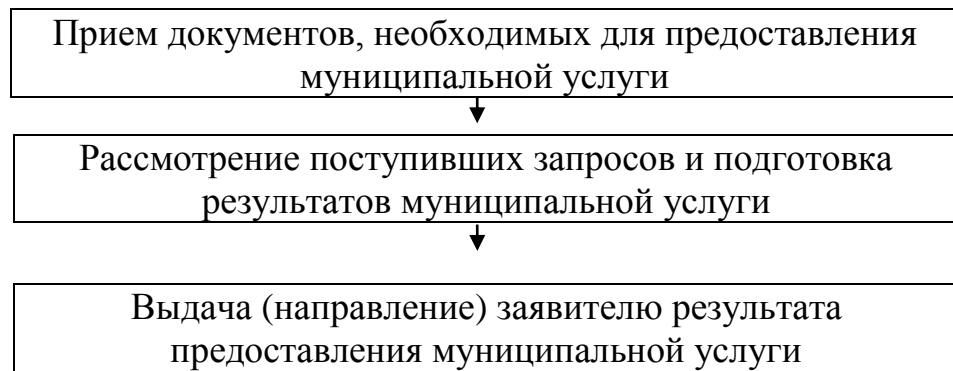 Прием документов, необходимых для предоставления
муниципальной услуги
Рассмотрение поступивших запросов и подготовка
результатов муниципальной услуги
Выдача (направление) заявителю результата
предоставления муниципальной услуги